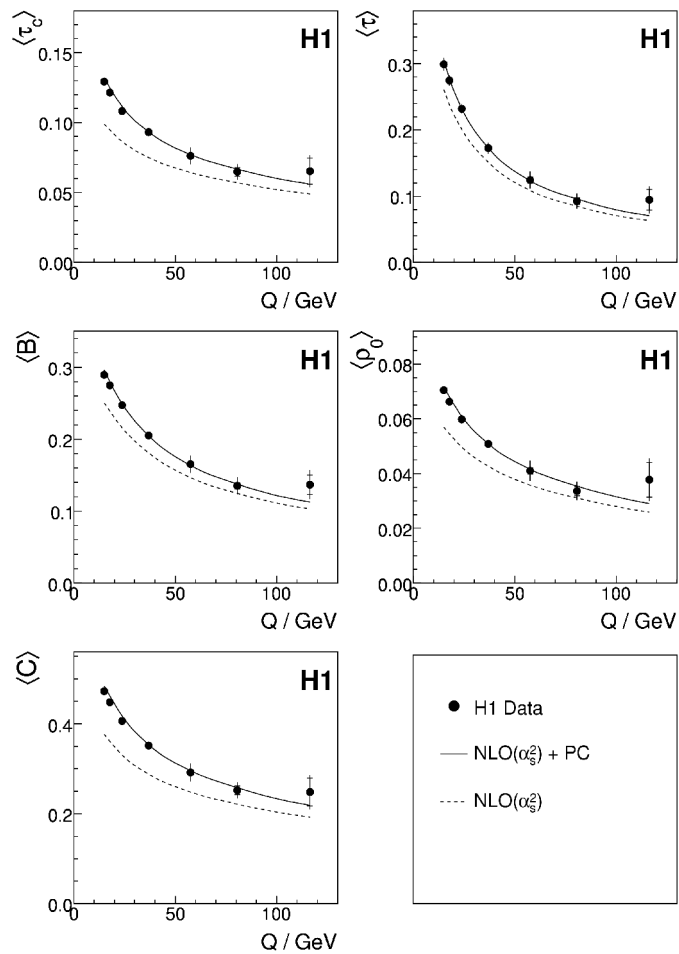 ⟨τc⟩
H1
0.15
0.10
0.05
0.00
0 50 100
Q / GeV
⟨τ⟩
H1
0.3
0.2
0.1
0.0
0 50 100
Q / GeV
⟨B⟩
H1
0.3
0.2
0.1
0.0
0 50 100
Q / GeV
⟨ρ0⟩
H1
0.08
0.06
0.04
0.02
0.00
0 50 100
Q / GeV
⟨C⟩
H1
0.4
0.2
0.0
0 50 100
Q / GeV
H1 Data
NLO(αs²) + PC
NLO(αs²)